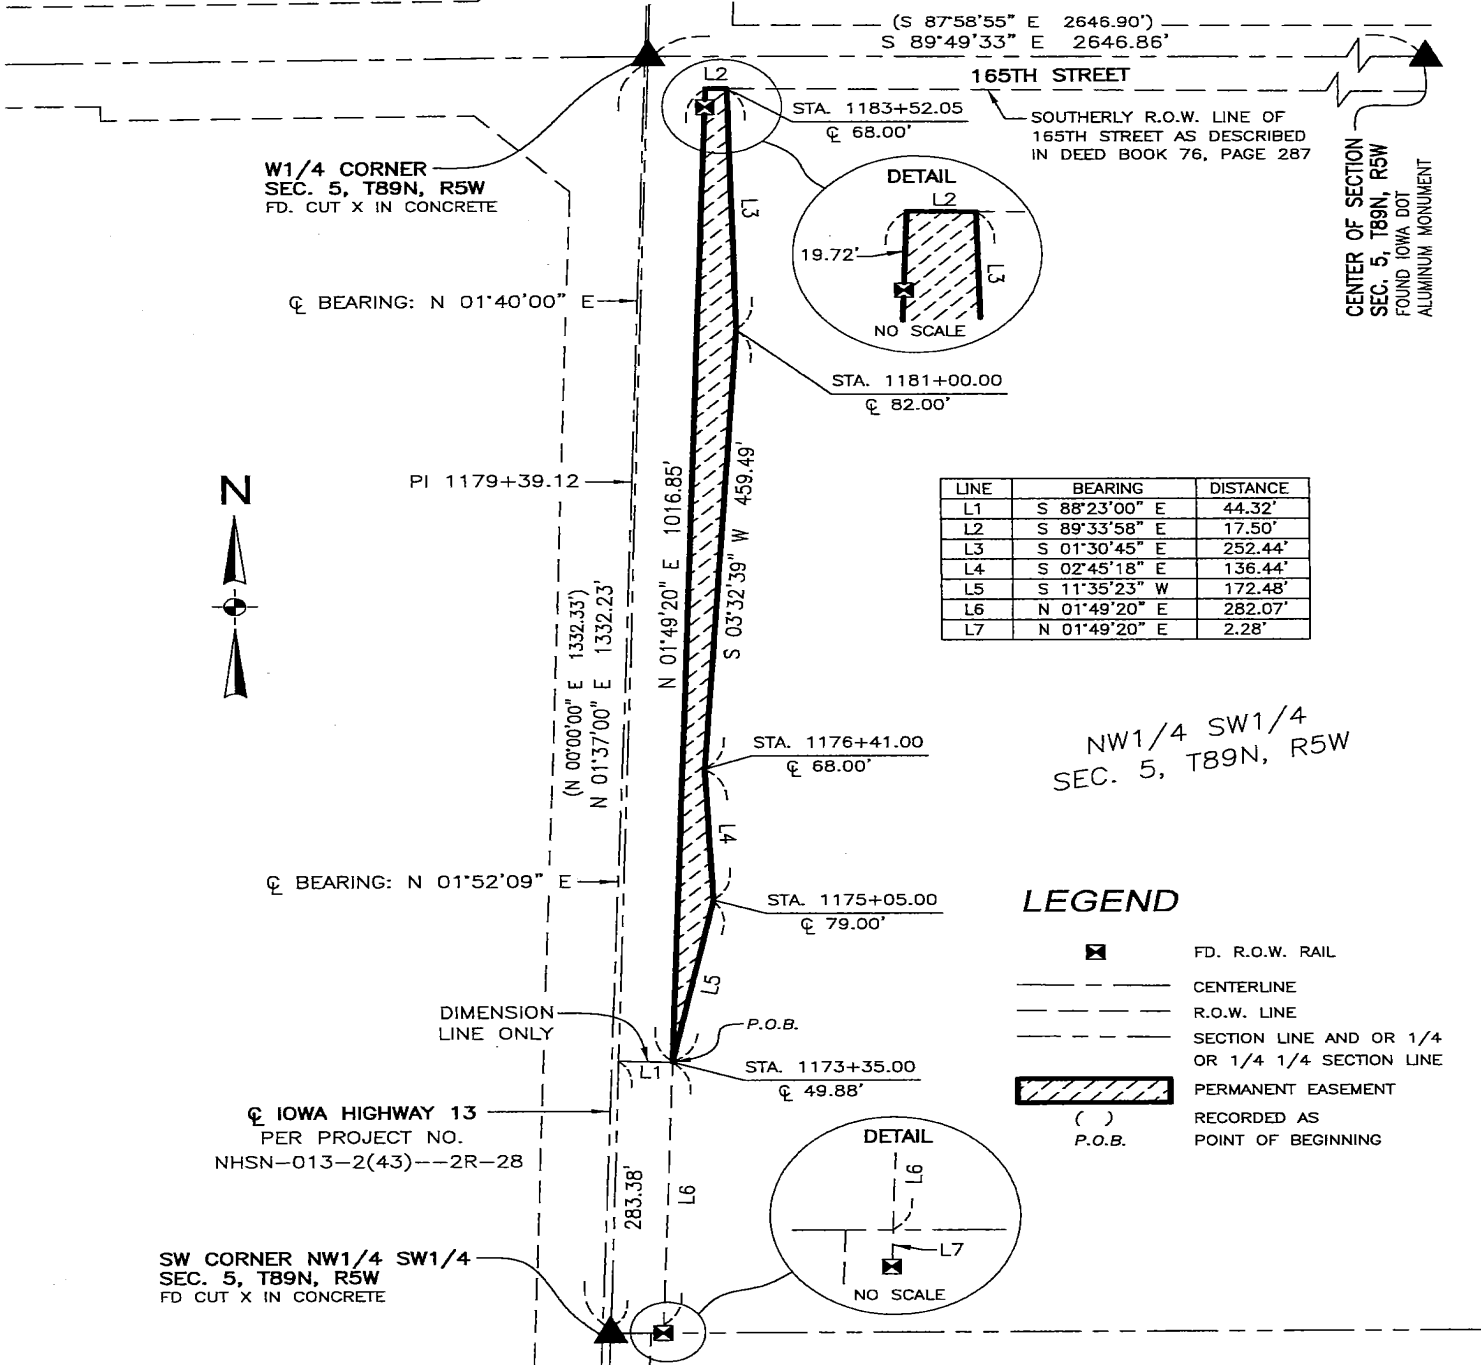 (S 87°58'55" E 2646.90')
S 89°49'33" E 2646.86'
165TH STREET
L2
STA. 1183+52.05
℄ 68.00'
SOUTHERLY R.O.W. LINE OF
165TH STREET AS DESCRIBED
IN DEED BOOK 76, PAGE 287
CENTER OF SECTION
SEC. 5, T89N, R5W
FOUND IOWA DOT
ALUMINUM MONUMENT
W1/4 CORNER
SEC. 5, T89N, R5W
FD. CUT X IN CONCRETE
DETAIL
L2
19.72'
L3
NO SCALE
L3
℄ BEARING: N 01°40'00" E
STA. 1181+00.00
℄ 82.00'
PI 1179+39.12
N
N 01°49'20" E 1016.85'
S 03°32'39" W 459.49'
(N 00°00'00" E 1332.33')
N 01°37'00" E 1332.23'
LINE BEARING DISTANCE
L1 S 88°23'00" E 44.32'
L2 S 89°33'58" E 17.50'
L3 S 01°30'45" E 252.44'
L4 S 02°45'18" E 136.44'
L5 S 11°35'23" W 172.48'
L6 N 01°49'20" E 282.07'
L7 N 01°49'20" E 2.28'
NW1/4 SW1/4
SEC. 5, T89N, R5W
STA. 1176+41.00
℄ 68.00'
L4
℄ BEARING: N 01°52'09" E
STA. 1175+05.00
℄ 79.00'
L5
DIMENSION
LINE ONLY
P.O.B.
L1
STA. 1173+35.00
℄ 49.88'
℄ IOWA HIGHWAY 13
PER PROJECT NO.
NHSN-013-2(43)--2R-28
283.38'
L6
DETAIL
L6
L7
NO SCALE
SW CORNER NW1/4 SW1/4
SEC. 5, T89N, R5W
FD CUT X IN CONCRETE
LEGEND
FD. R.O.W. RAIL
CENTERLINE
R.O.W. LINE
SECTION LINE AND OR 1/4
OR 1/4 1/4 SECTION LINE
PERMANENT EASEMENT
( ) RECORDED AS
P.O.B. POINT OF BEGINNING